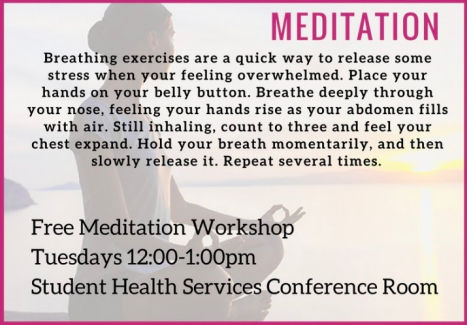 MEDITATION
Breathing exercises are a quick way to release some
stress when your feeling overwhelmed. Place your
hands on your belly button. Breathe deeply through
your nose, feeling your hands rise as your abdomen fills
with air. Still inhaling, count to three and feel your
chest expand. Hold your breath momentarily, and then
slowly release it. Repeat several times.
Free Meditation Workshop
Tuesdays 12:00-1:00pm
Student Health Services Conference Room